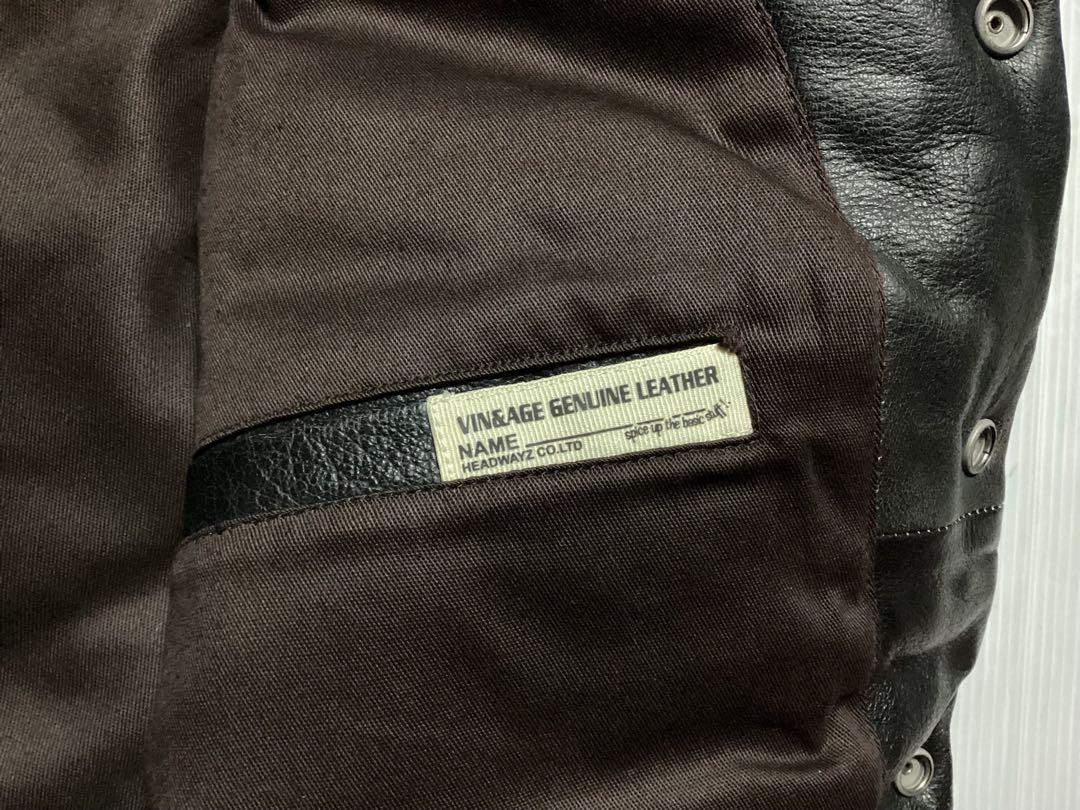 VIN&AGE GENUINE LEATHER
NAME
spice up the basic stuff!
HEADWAYZ CO.LTD